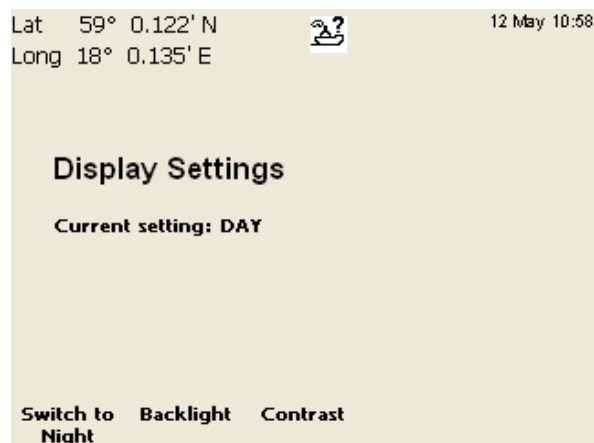 Lat 59° 0.122' N
Long 18° 0.135' E
?
12 May 10:58
Display Settings
Current setting: DAY
Switch to Night
Backlight
Contrast